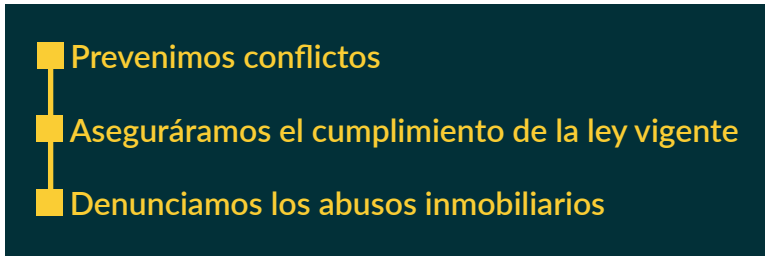 Prevenimos conflictos
Aseguráramos el cumplimiento de la ley vigente
Denunciamos los abusos inmobiliarios